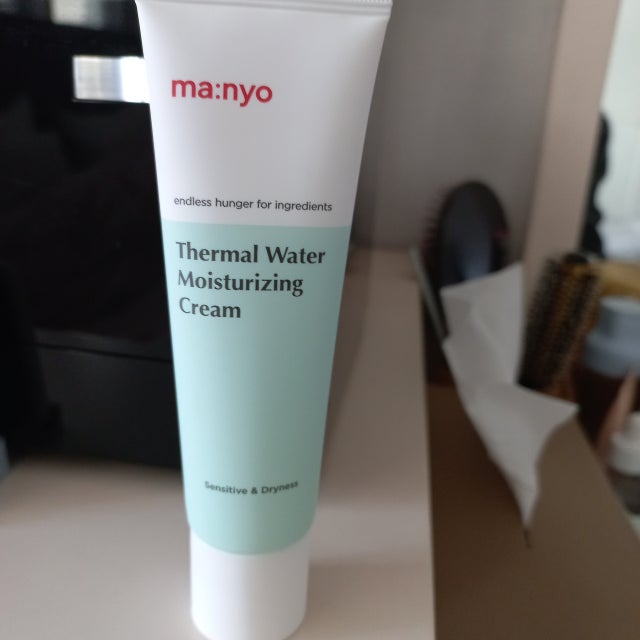 ma:nyo
endless hunger for ingredients
Thermal Water
Moisturizing
Cream
Sensitive & Dryness